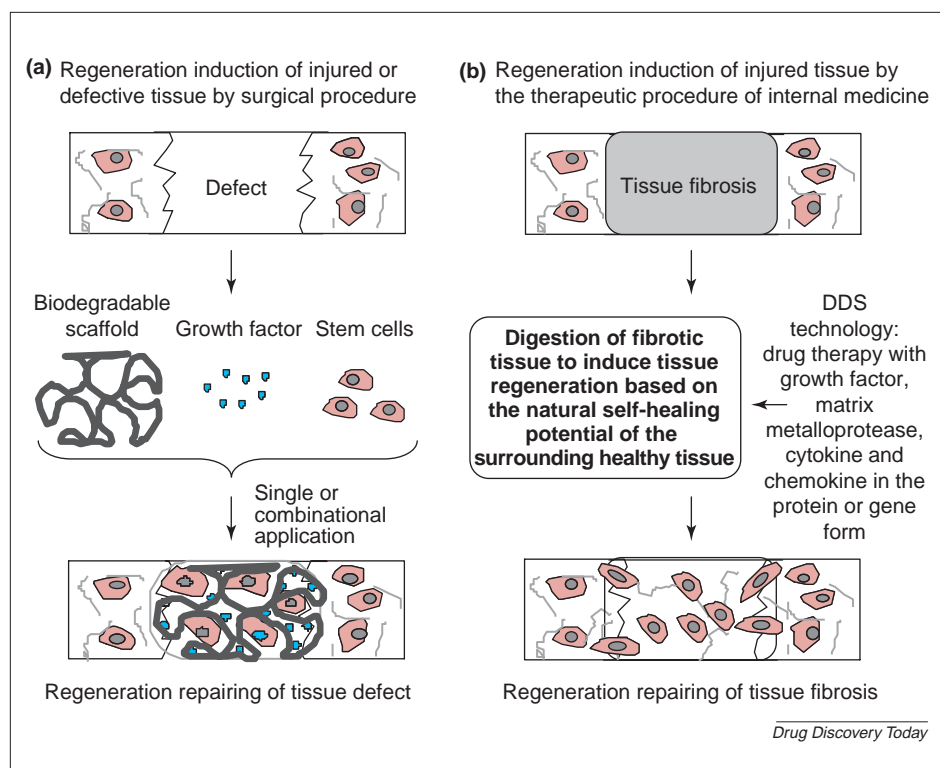 (a) Regeneration induction of injured or
defective tissue by surgical procedure
Defect
Biodegradable
scaffold
Growth factor
Stem cells
Single or
combinational
application
Regeneration repairing of tissue defect
(b) Regeneration induction of injured tissue by
the therapeutic procedure of internal medicine
Tissue fibrosis
Digestion of fibrotic
tissue to induce tissue
regeneration based on
the natural self-healing
potential of the
surrounding healthy tissue
DDS
technology:
drug therapy with
growth factor,
matrix
metalloprotease,
cytokine and
chemokine in the
protein or gene
form
Regeneration repairing of tissue fibrosis
Drug Discovery Today